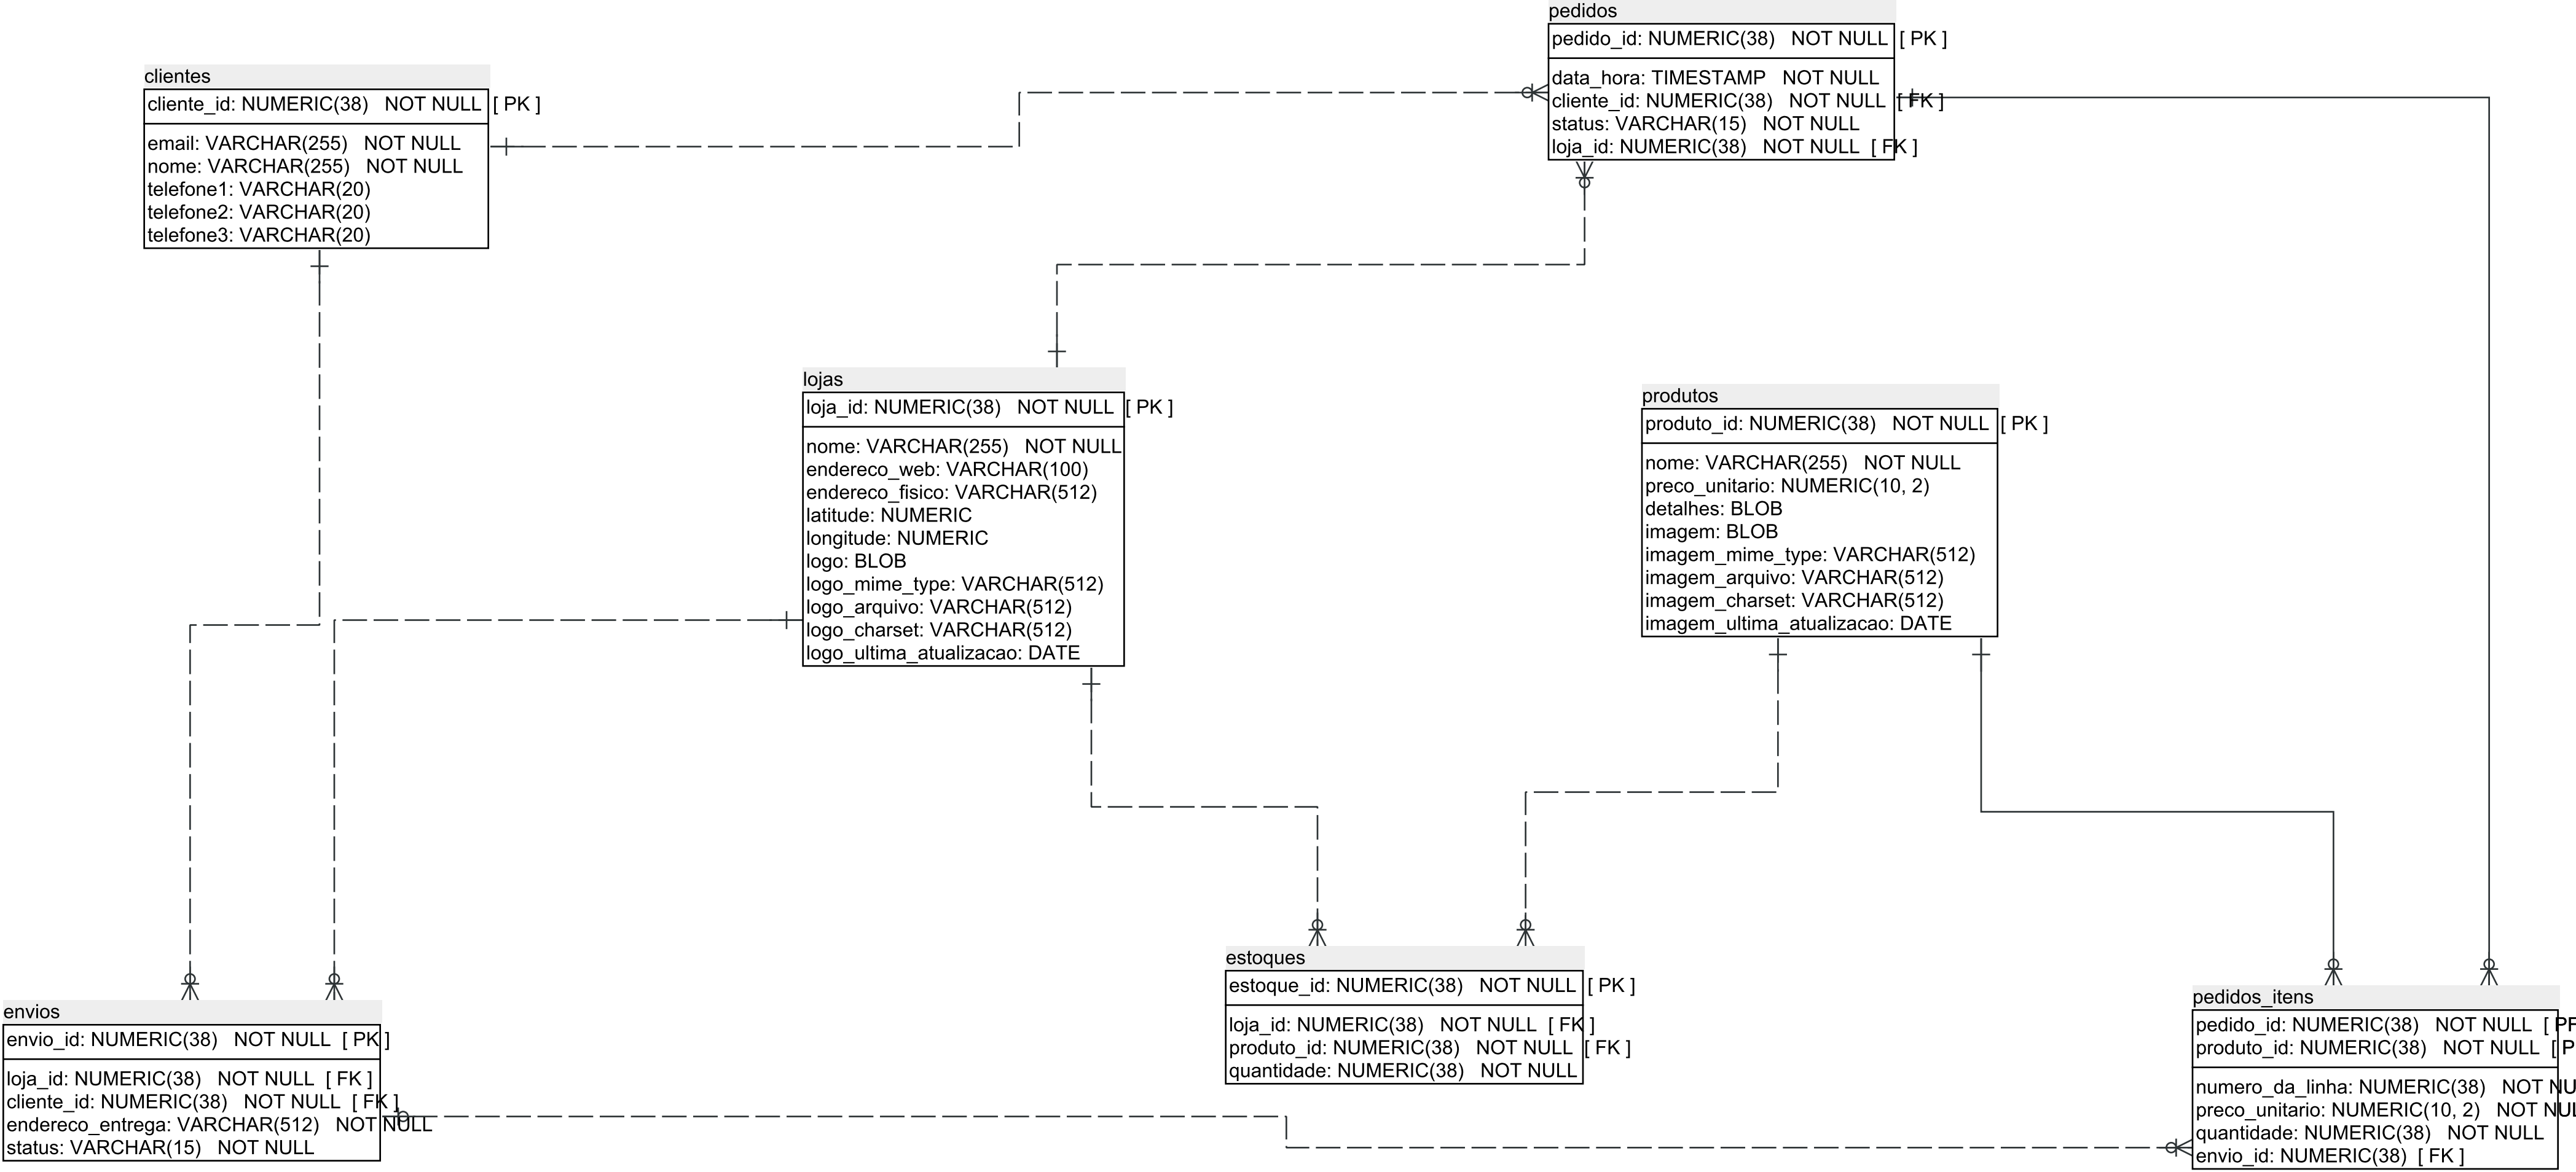 pedidos
pedido_id: NUMERIC(38) NOT NULL [ PK ]
data_hora: TIMESTAMP NOT NULL
cliente_id: NUMERIC(38) NOT NULL [ FK ]
status: VARCHAR(15) NOT NULL
loja_id: NUMERIC(38) NOT NULL [ FK ]
clientes
cliente_id: NUMERIC(38) NOT NULL [ PK ]
email: VARCHAR(255) NOT NULL
nome: VARCHAR(255) NOT NULL
telefone1: VARCHAR(20)
telefone2: VARCHAR(20)
telefone3: VARCHAR(20)
lojas
loja_id: NUMERIC(38) NOT NULL [ PK ]
nome: VARCHAR(255) NOT NULL
endereco_web: VARCHAR(100)
endereco_fisico: VARCHAR(512)
latitude: NUMERIC
longitude: NUMERIC
logo: BLOB
logo_mime_type: VARCHAR(512)
logo_arquivo: VARCHAR(512)
logo_charset: VARCHAR(512)
logo_ultima_atualizacao: DATE
produtos
produto_id: NUMERIC(38) NOT NULL [ PK ]
nome: VARCHAR(255) NOT NULL
preco_unitario: NUMERIC(10, 2)
detalhes: BLOB
imagem: BLOB
imagem_mime_type: VARCHAR(512)
imagem_arquivo: VARCHAR(512)
imagem_charset: VARCHAR(512)
imagem_ultima_atualizacao: DATE
estoques
estoque_id: NUMERIC(38) NOT NULL [ PK ]
loja_id: NUMERIC(38) NOT NULL [ FK ]
produto_id: NUMERIC(38) NOT NULL [ FK ]
quantidade: NUMERIC(38) NOT NULL
envios
envio_id: NUMERIC(38) NOT NULL [ PK ]
loja_id: NUMERIC(38) NOT NULL [ FK ]
cliente_id: NUMERIC(38) NOT NULL [ FK ]
endereco_entrega: VARCHAR(512) NOT NULL
status: VARCHAR(15) NOT NULL
pedidos_itens
pedido_id: NUMERIC(38) NOT NULL [
produto_id: NUMERIC(38) NOT NULL [
numero_da_linha: NUMERIC(38) NOT
preco_unitario: NUMERIC(10, 2) NOT
quantidade: NUMERIC(38) NOT NULL
envio_id: NUMERIC(38) [ FK ]